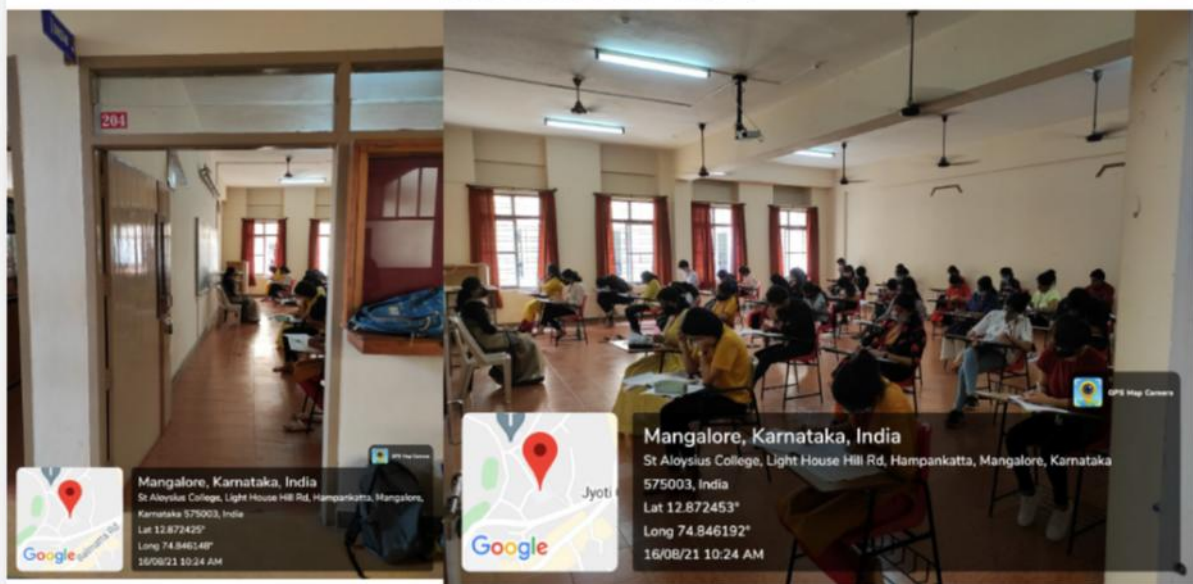 204
GPS Map Camera
Mangalore, Karnataka, India
St Aloysius College, Light House Hill Rd, Hampankatta, Mangalore,
Karnataka 575003, India
Lat 12.872425°
Long 74.846148°
16/08/21 10:24 AM
Google
GPS Map Camera
Mangalore, Karnataka, India
St Aloysius College, Light House Hill Rd, Hampankatta, Mangalore, Karnataka
575003, India
Lat 12.872453°
Long 74.846192°
16/08/21 10:24 AM
Jyoti
Google